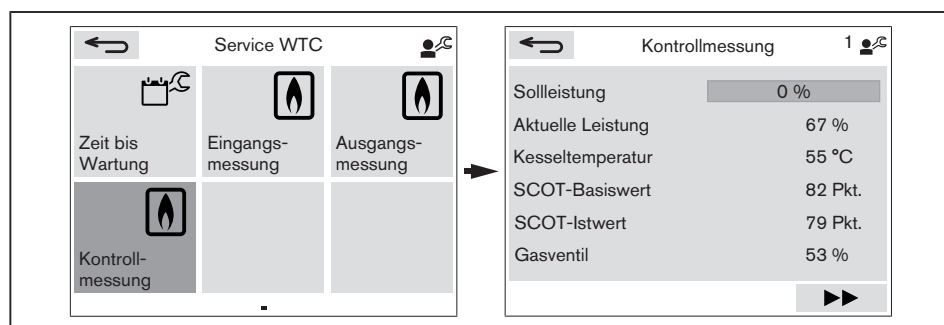 Service WTC
Zeit bis
Wartung
Eingangs-
messung
Ausgangs-
messung
Kontroll-
messung
Kontrollmessung 1
Sollleistung 0 %
Aktuelle Leistung 67 %
Kesseltemperatur 55 °C
SCOT-Basiswert 82 Pkt.
SCOT-Istwert 79 Pkt.
Gasventil 53 %